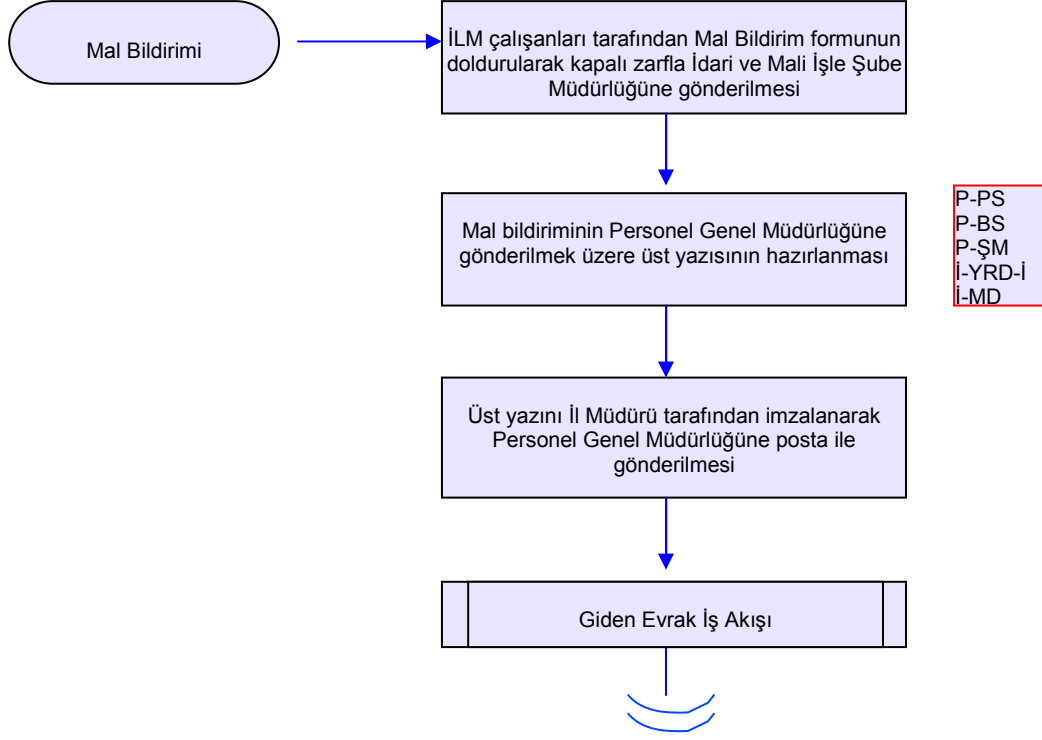 Mal Bildirimi
İLM çalışanları tarafından Mal Bildirim formunun
doldurularak kapalı zarfla İdari ve Mali İşle Şube
Müdürlüğüne gönderilmesi
Mal bildiriminin Personel Genel Müdürlüğüne
gönderilmek üzere üst yazısının hazırlanması
P-PS
P-BS
P-ŞM
İ-YRD-İ
İ-MD
Üst yazını İl Müdürü tarafından imzalanarak
Personel Genel Müdürlüğüne posta ile
gönderilmesi
Giden Evrak İş Akışı